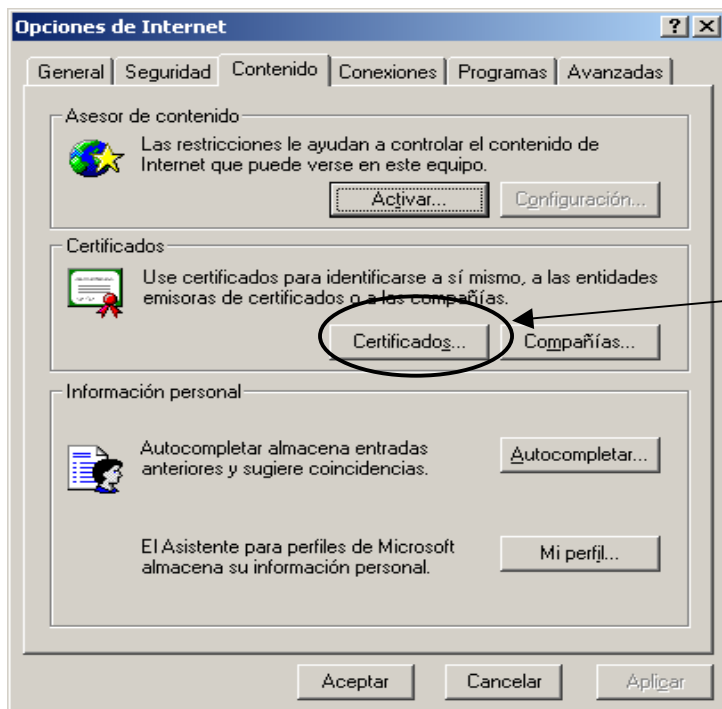 Opciones de Internet
General Seguridad Contenido Conexiones Programas Avanzadas
Asesor de contenido
Las restricciones le ayudan a controlar el contenido de
Internet que puede verse en este equipo.
Activar... Configuración...
Certificados
Use certificados para identificarse a sí mismo, a las entidades
emisoras de certificados o a las compañías.
Certificados... Compañías...
Información personal
Autocompletar almacena entradas
anteriores y sugiere coincidencias.
Autocompletar...
El Asistente para perfiles de Microsoft
almacena su información personal.
Mi perfil...
Aceptar Cancelar Aplicar